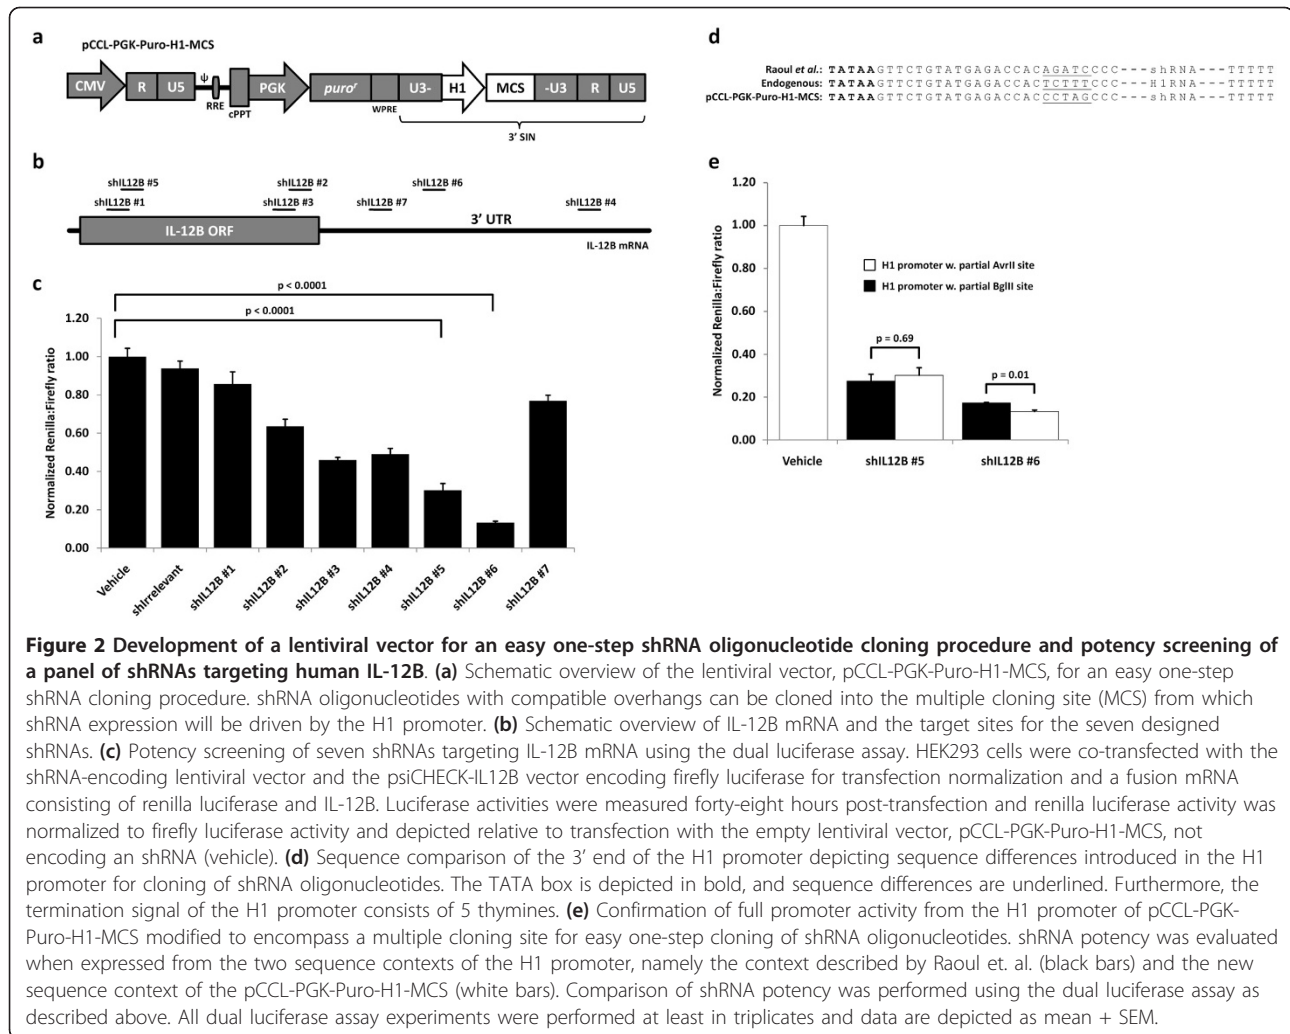 a
pCCL-PGK-Puro-H1-MCS
CMV R U5 ψ RRE cPPT PGK puroʳ WPRE U3- H1 MCS -U3 R U5
3' SIN
b
shIL12B #5 shIL12B #2 shIL12B #6
shIL12B #1 shIL12B #3 shIL12B #7 shIL12B #4
3' UTR
IL-12B ORF
IL-12B mRNA
c
p < 0.0001
p < 0.0001
Normalized Renilla:Firefly ratio
1.20
1.00
0.80
0.60
0.40
0.20
0.00
Vehicle
shIrrelevant
shIL12B #1
shIL12B #2
shIL12B #3
shIL12B #4
shIL12B #5
shIL12B #6
shIL12B #7
d
Raoul et al.: TATAAGTTCTGTATGAGACCACAGATCCCC---shRNA---TTTTT
Endogenous: TATAAGTTCTGTATGAGACCACTCTTTCCC---H1RNA---TTTTT
pCCL-PGK-Puro-H1-MCS: TATAAGTTCTGTATGAGACCACCCTAGCCC---shRNA---TTTTT
e
Normalized Renilla:Firefly ratio
1.20
1.00
0.80
0.60
0.40
0.20
0.00
H1 promoter w. partial AvrII site
H1 promoter w. partial BglII site
p = 0.69
p = 0.01
Vehicle
shIL12B #5
shIL12B #6
Figure 2 Development of a lentiviral vector for an easy one-step shRNA oligonucleotide cloning procedure and potency screening of
a panel of shRNAs targeting human IL-12B. (a) Schematic overview of the lentiviral vector, pCCL-PGK-Puro-H1-MCS, for an easy one-step
shRNA cloning procedure. shRNA oligonucleotides with compatible overhangs can be cloned into the multiple cloning site (MCS) from which
shRNA expression will be driven by the H1 promoter. (b) Schematic overview of IL-12B mRNA and the target sites for the seven designed
shRNAs. (c) Potency screening of seven shRNAs targeting IL-12B mRNA using the dual luciferase assay. HEK293 cells were co-transfected with the
shRNA-encoding lentiviral vector and the psiCHECK-IL12B vector encoding firefly luciferase for transfection normalization and a fusion mRNA
consisting of renilla luciferase and IL-12B. Luciferase activities were measured forty-eight hours post-transfection and renilla luciferase activity was
normalized to firefly luciferase activity and depicted relative to transfection with the empty lentiviral vector, pCCL-PGK-Puro-H1-MCS, not
encoding an shRNA (vehicle). (d) Sequence comparison of the 3' end of the H1 promoter depicting sequence differences introduced in the H1
promoter for cloning of shRNA oligonucleotides. The TATA box is depicted in bold, and sequence differences are underlined. Furthermore, the
termination signal of the H1 promoter consists of 5 thymines. (e) Confirmation of full promoter activity from the H1 promoter of pCCL-PGK-
Puro-H1-MCS modified to encompass a multiple cloning site for easy one-step cloning of shRNA oligonucleotides. shRNA potency was evaluated
when expressed from the two sequence contexts of the H1 promoter, namely the context described by Raoul et. al. (black bars) and the new
sequence context of the pCCL-PGK-Puro-H1-MCS (white bars). Comparison of shRNA potency was performed using the dual luciferase assay as
described above. All dual luciferase assay experiments were performed at least in triplicates and data are depicted as mean + SEM.